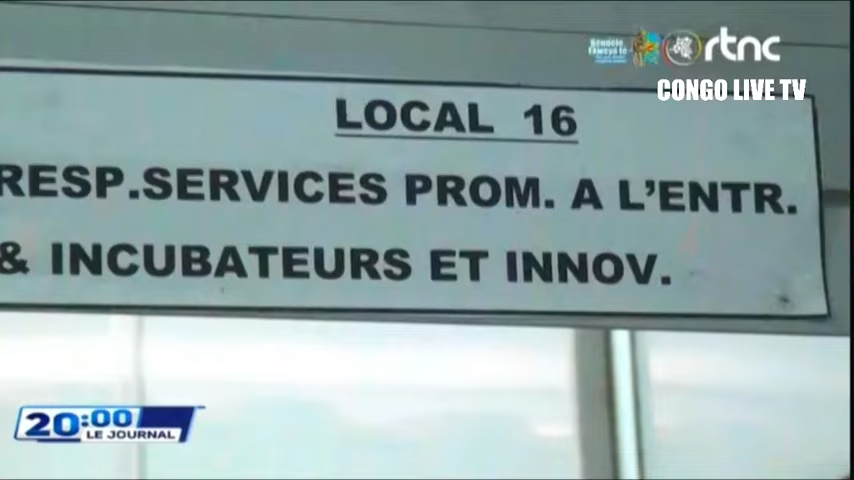 rtnc
CONGO LIVE TV
LOCAL 16
RESP.SERVICES PROM. A L'ENTR.
& INCUBATEURS ET INNOV.
20:00
LE JOURNAL